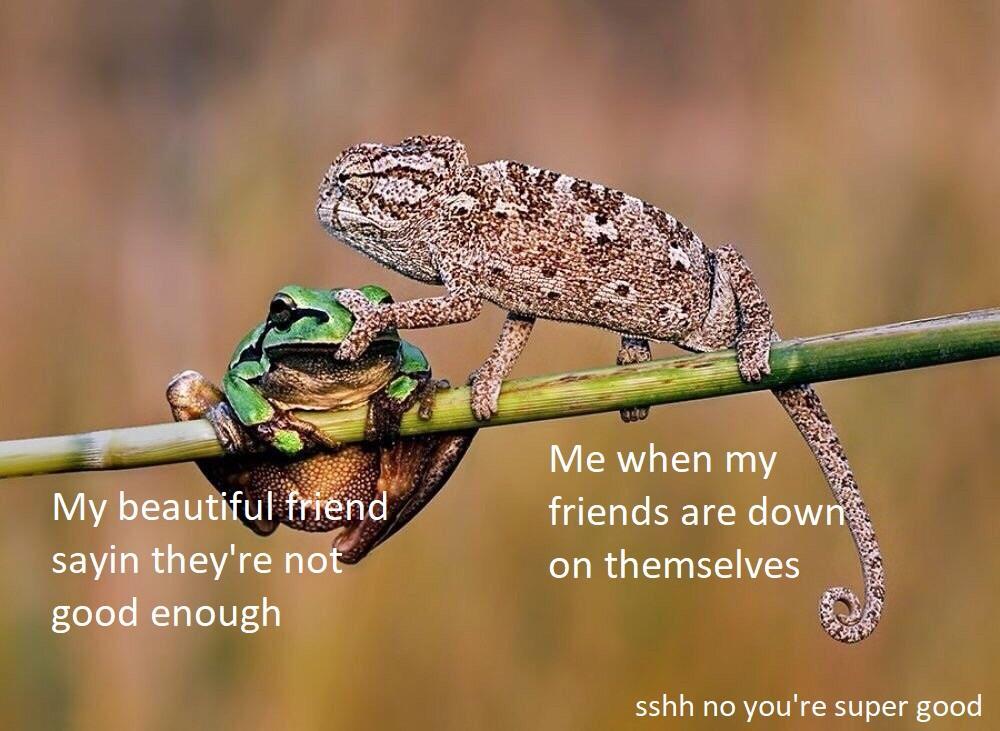 My beautiful friend
sayin they're not
good enough
Me when my
friends are down
on themselves
sshh no you're super good